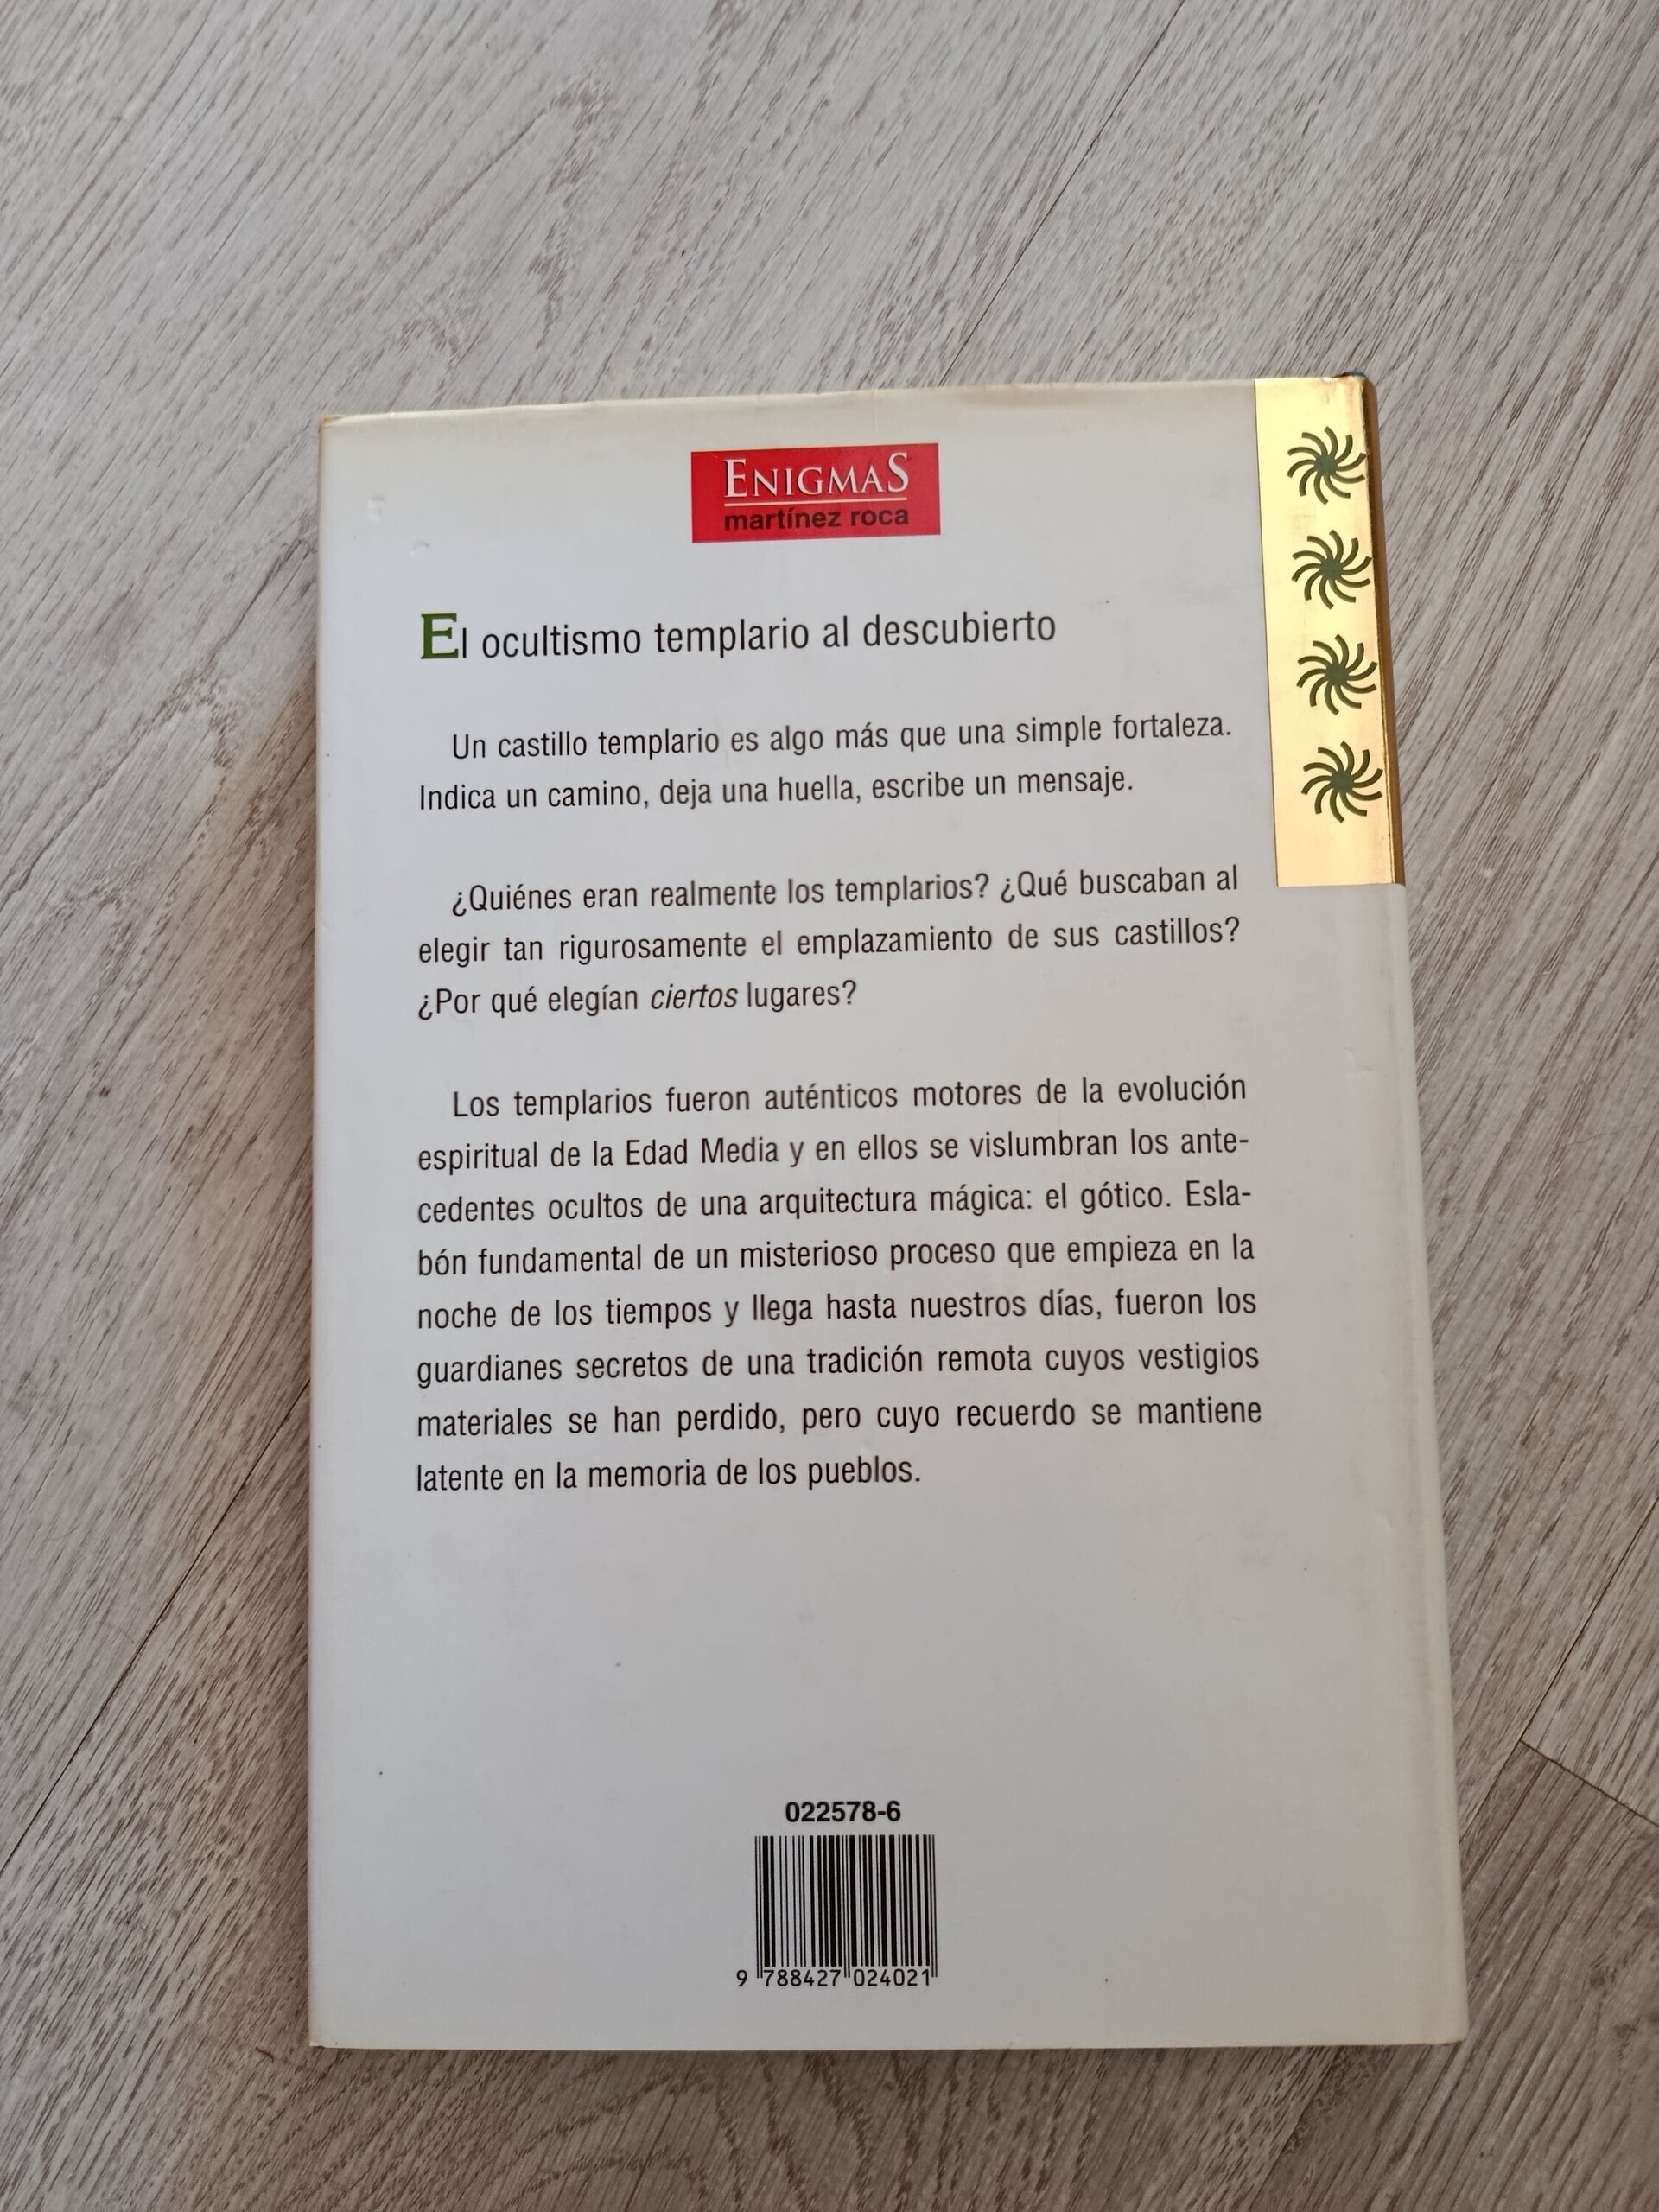 ENIGMAS
martínez roca
El ocultismo templario al descubierto
Un castillo templario es algo más que una simple fortaleza.
Indica un camino, deja una huella, escribe un mensaje.
¿Quiénes eran realmente los templarios? ¿Qué buscaban al
elegir tan rigurosamente el emplazamiento de sus castillos?
¿Por qué elegían ciertos lugares?
Los templarios fueron auténticos motores de la evolución
espiritual de la Edad Media y en ellos se vislumbran los ante-
cedentes ocultos de una arquitectura mágica: el gótico. Esla-
bón fundamental de un misterioso proceso que empieza en la
noche de los tiempos y llega hasta nuestros días, fueron los
guardianes secretos de una tradición remota cuyos vestigios
materiales se han perdido, pero cuyo recuerdo se mantiene
latente en la memoria de los pueblos.
022578-6
9 788427 024021